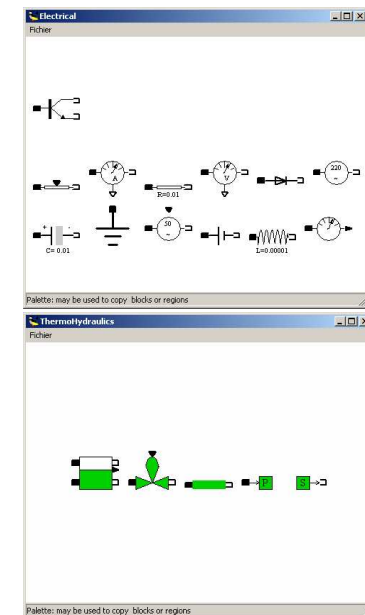 Electrical
Fichier
A
R=0.01
V
220
~
+ -
C= 0.01
50
~
L=0.00001
Palette: may be used to copy blocks or regions
ThermoHydraulics
Fichier
P
S
Palette: may be used to copy blocks or regions